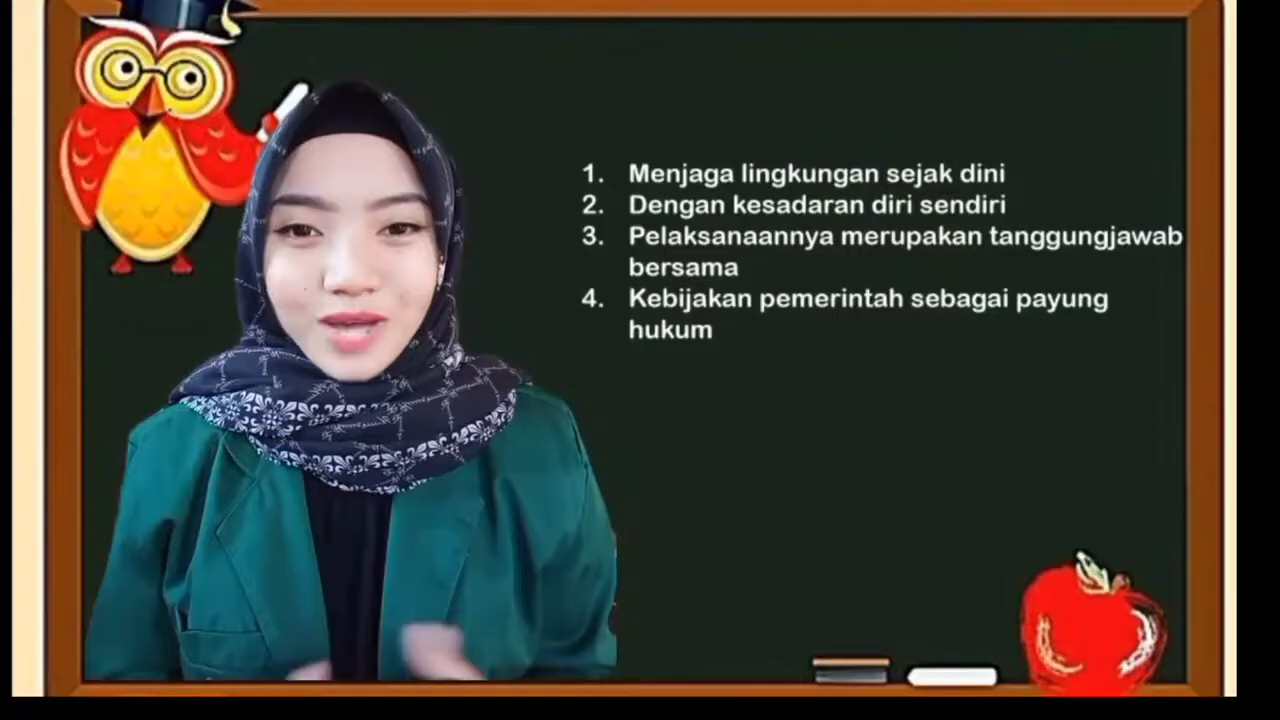 1. Menjaga lingkungan sejak dini
2. Dengan kesadaran diri sendiri
3. Pelaksanaannya merupakan tanggungjawab
bersama
4. Kebijakan pemerintah sebagai payung
hukum